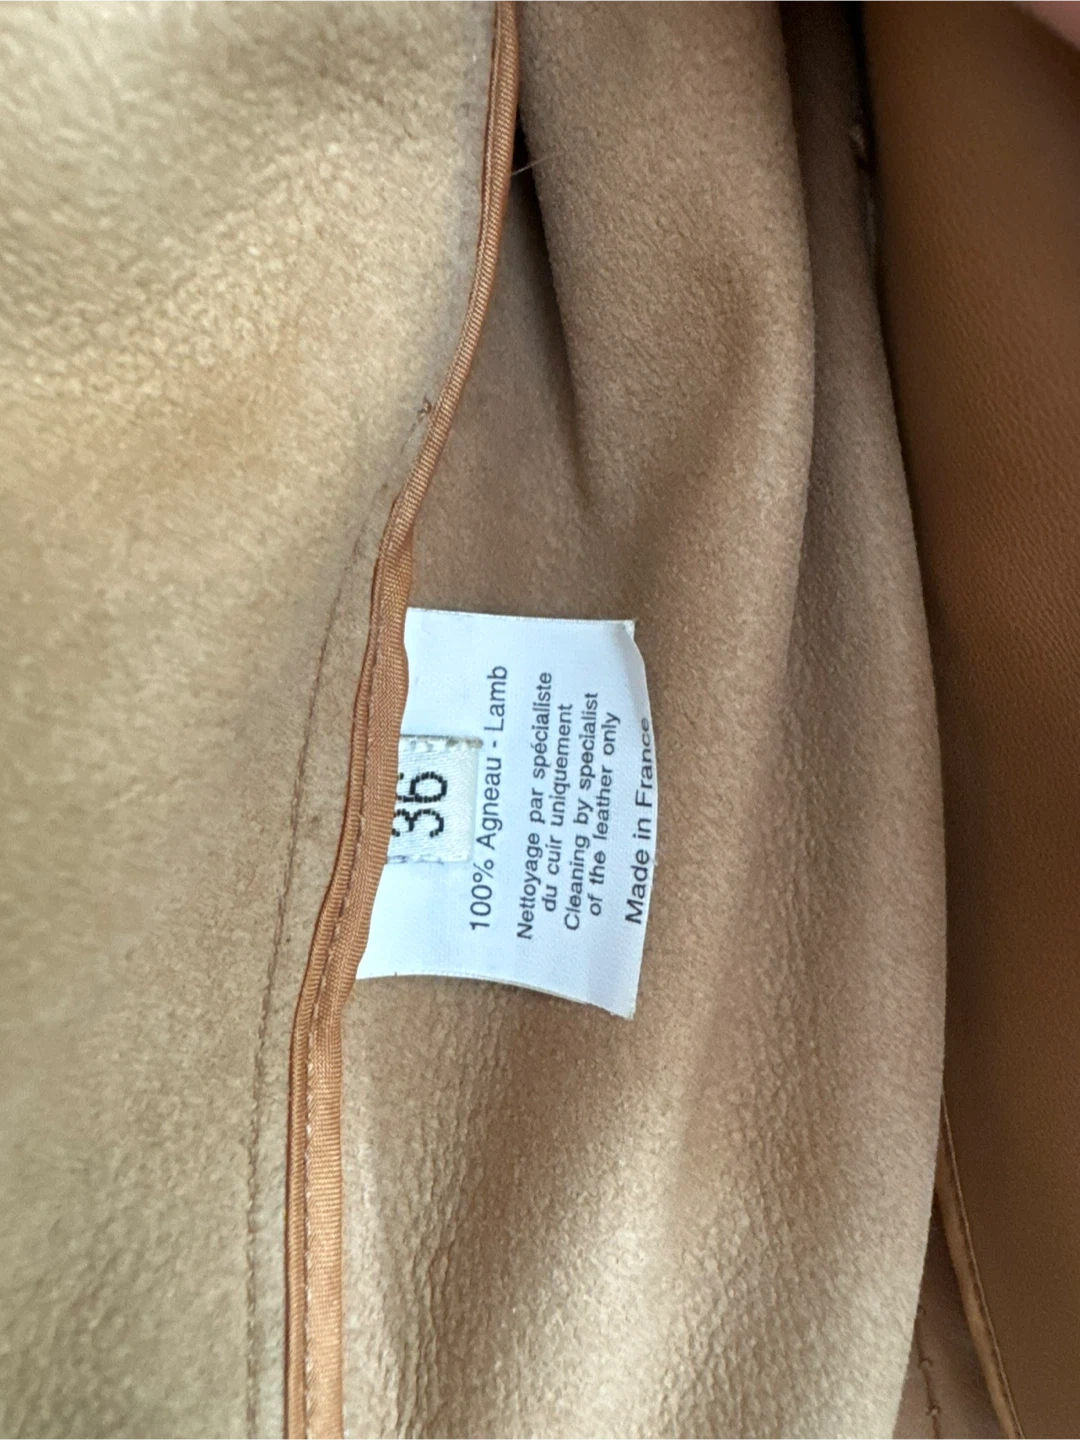 36
100% Agneau - Lamb
Nettoyage par spécialiste
du cuir uniquement
Cleaning by specialist
of the leather only
Made in France